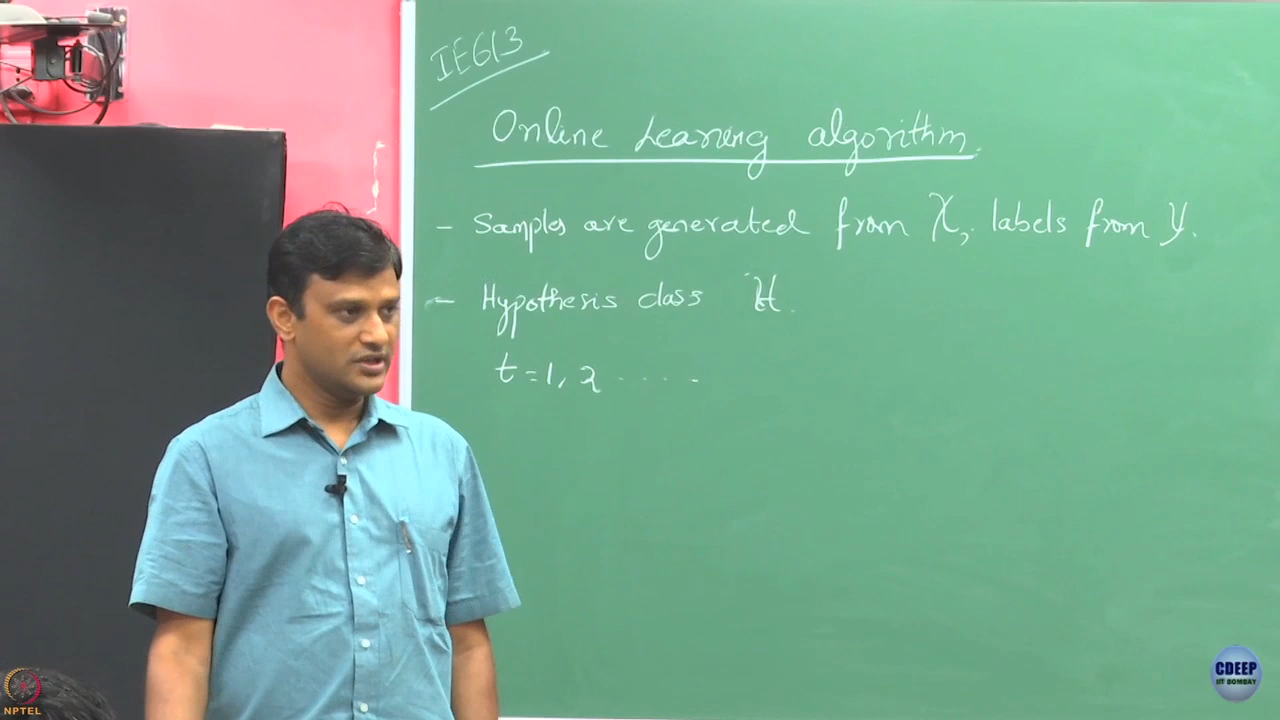 IE613
Online Learning algorithm.
- Samples are generated from X, labels from Y.
- Hypothesis class H.
t=1, 2 .....
NPTEL
CDEEP
IIT BOMBAY